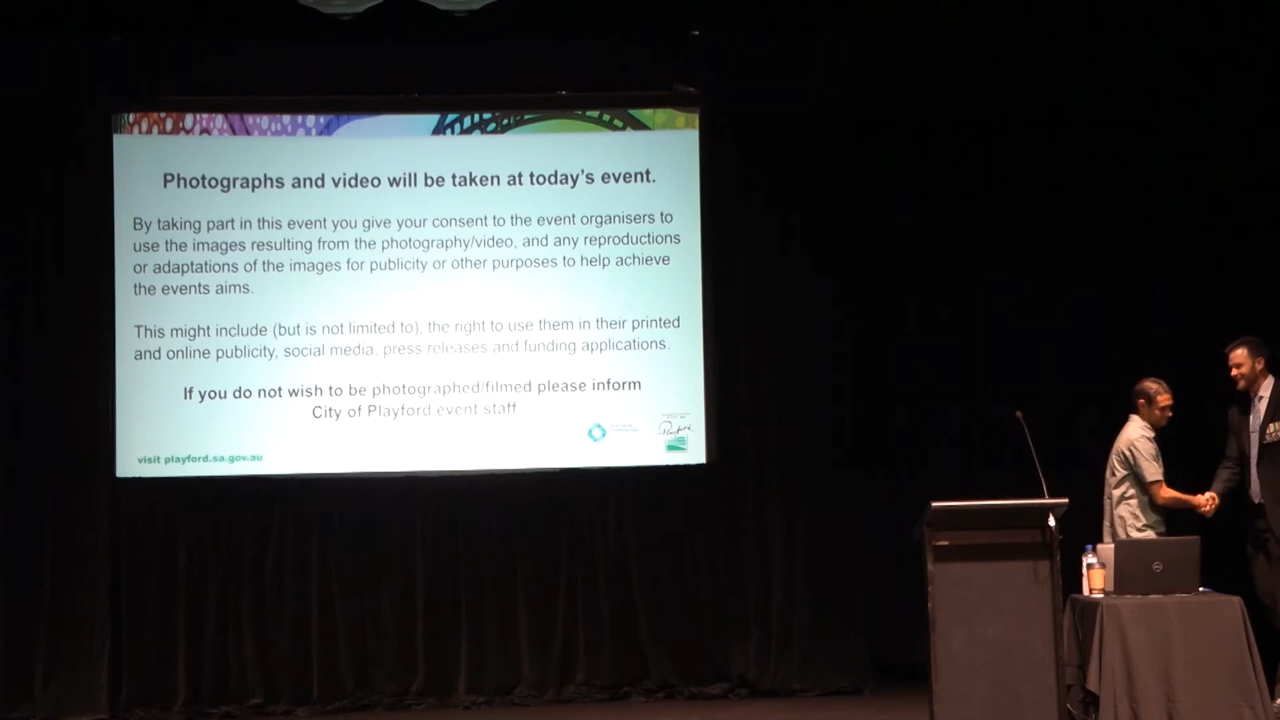 Photographs and video will be taken at today's event.
By taking part in this event you give your consent to the event organisers to
use the images resulting from the photography/video, and any reproductions
or adaptations of the images for publicity or other purposes to help achieve
the events aims.
This might include (but is not limited to), the right to use them in their printed
and online publicity, social media, press releases and funding applications.
If you do not wish to be photographed/filmed please inform
City of Playford event staff
Playford
visit playford.sa.gov.au
DELL